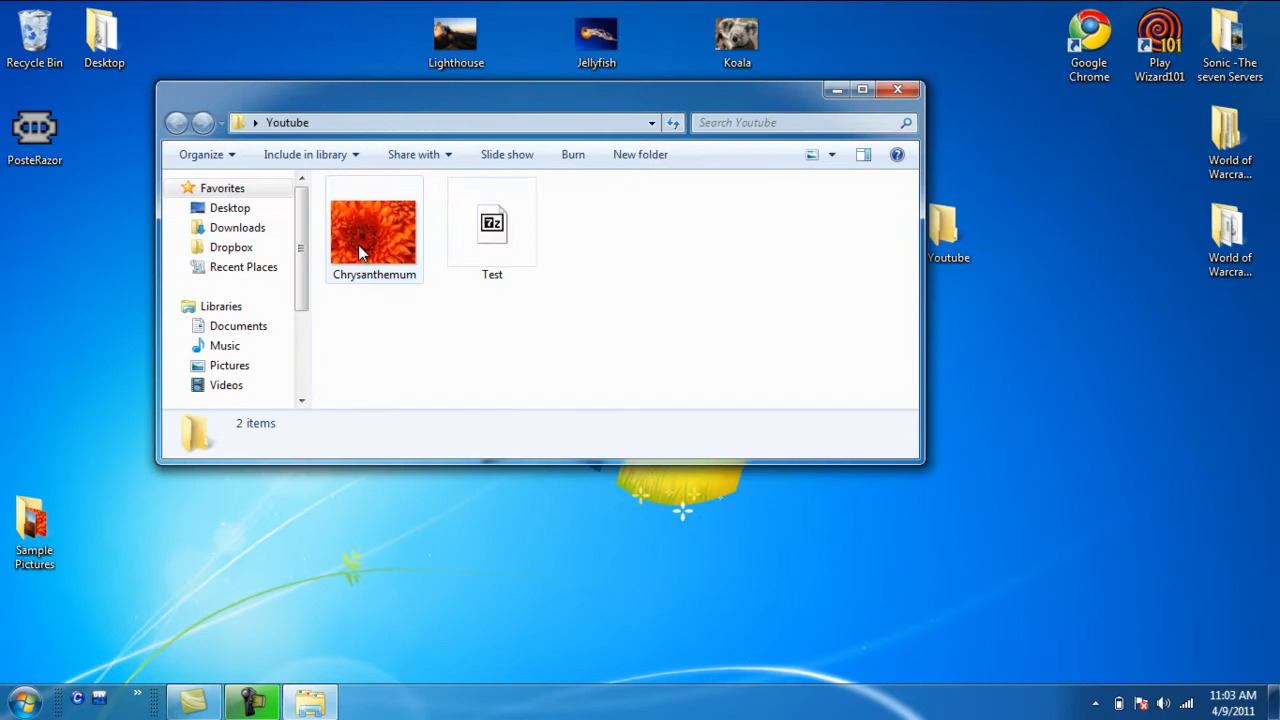 Recycle Bin
Desktop
Lighthouse
Jellyfish
Koala
Google
Chrome
Play
Wizard101
101
Sonic -The
seven Servers
PosteRazor
World of
Warcra...
Youtube
World of
Warcra...
Sample
Pictures
Youtube
Search Youtube
Organize
Include in library
Share with
Slide show
Burn
New folder
Favorites
Desktop
Downloads
Dropbox
Recent Places
Libraries
Documents
Music
Pictures
Videos
Chrysanthemum
7z
Test
2 items
11:03 AM
4/9/2011